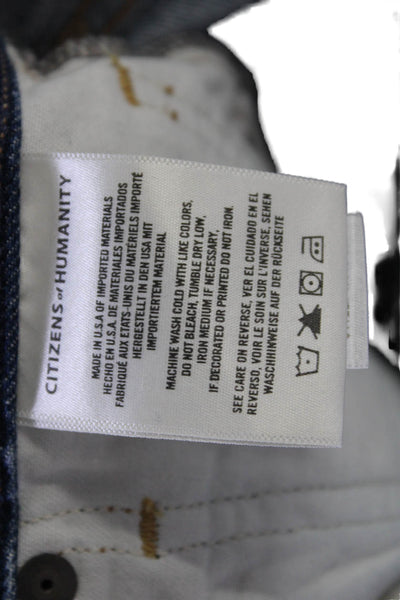 CITIZENS of HUMANITY
MADE IN U.S.A OF IMPORTED MATERIALS
HECHO EN U.S.A. DE MATERIALES IMPORTADOS
FABRIQUÉ AUX ETATS-UNIS DU MATÉRIELS IMPORTÉ
HERGESTELLT IN DEN USA MIT
IMPORTIERTEM MATERIAL
MACHINE WASH COLD WITH LIKE COLORS,
DO NOT BLEACH, TUMBLE DRY LOW,
IRON MEDIUM IF NECESSARY,
IF DECORATED OR PRINTED DO NOT IRON.
SEE CARE ON REVERSE, VER EL CUIDADO EN EL
REVERSO, VOIR LE SOIN SUR L'INVERSE, SEHEN
WASCHHINWEISE AUF DER RÜCKSEITE